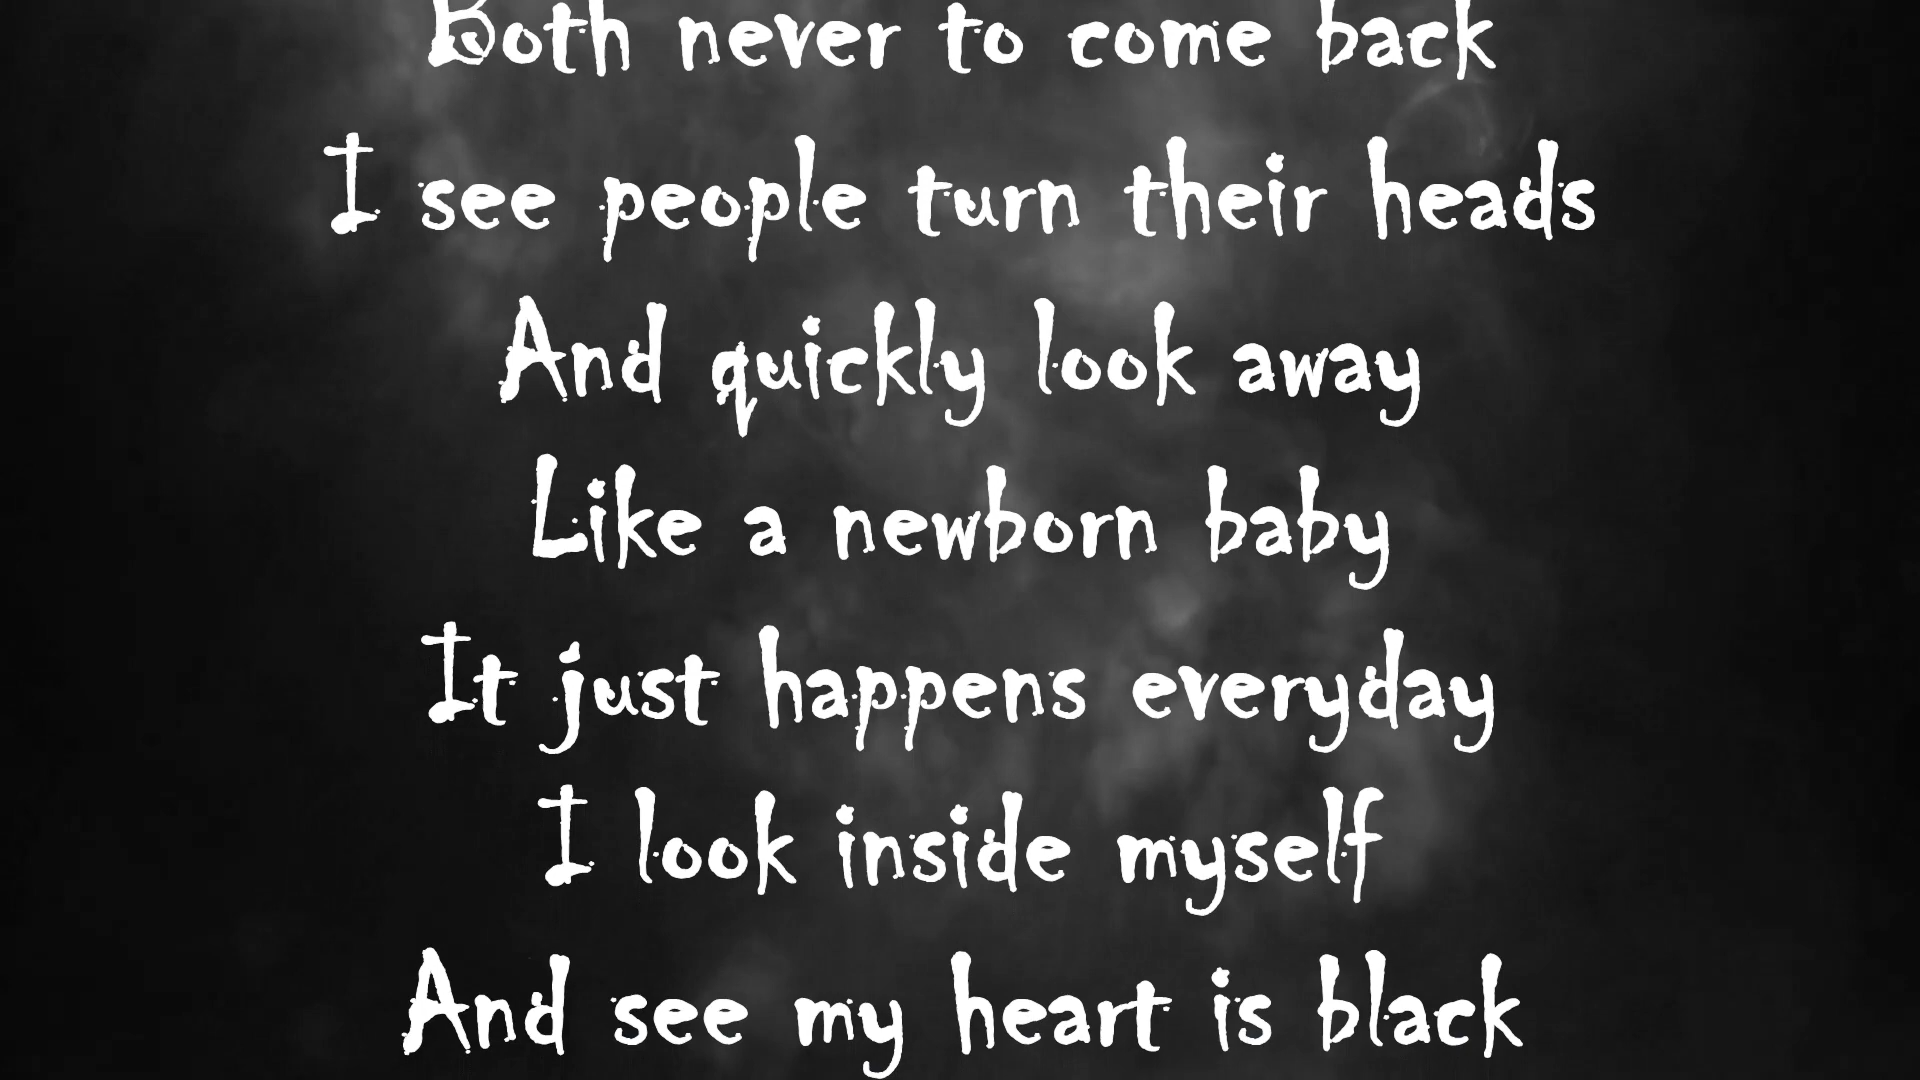 Both never to come back
I see people turn their heads
And quickly look away
Like a newborn baby
It just happens everyday
I look inside myself
And see my heart is black